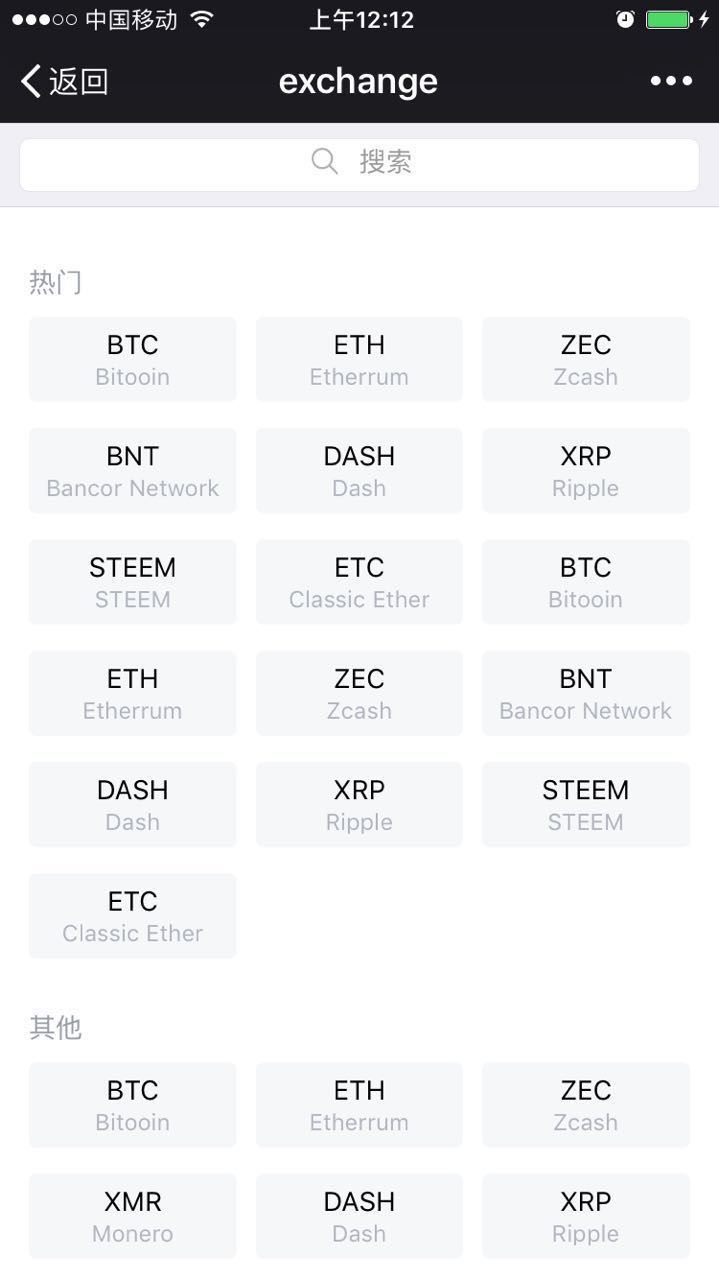 中国移动 上午12:12
返回 exchange
搜索
热门
BTC ETH ZEC
Bitooin Etherrum Zcash
BNT DASH XRP
Bancor Network Dash Ripple
STEEM ETC BTC
STEEM Classic Ether Bitooin
ETH ZEC BNT
Etherrum Zcash Bancor Network
DASH XRP STEEM
Dash Ripple STEEM
ETC
Classic Ether
其他
BTC ETH ZEC
Bitooin Etherrum Zcash
XMR DASH XRP
Monero Dash Ripple